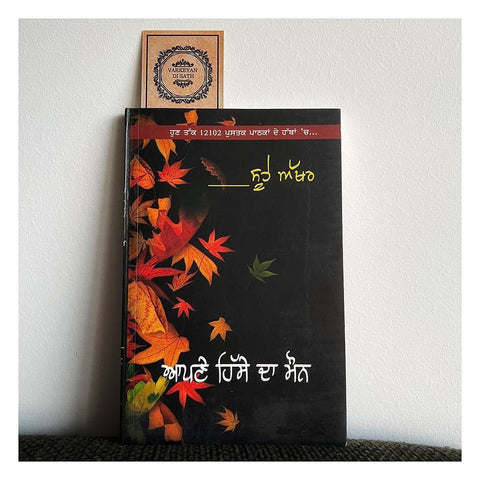 VARKEYAN
DI SATH
ਹੁਣ ਤੱਕ 12102 ਪੁਸਤਕ ਪਾਠਕਾਂ ਦੇ ਹੱਥਾਂ 'ਚ...
ਸੂਹੇ ਅੱਖਰ
ਆਪਣੇ ਹਿੱਸੇ ਦਾ ਮੌਨ